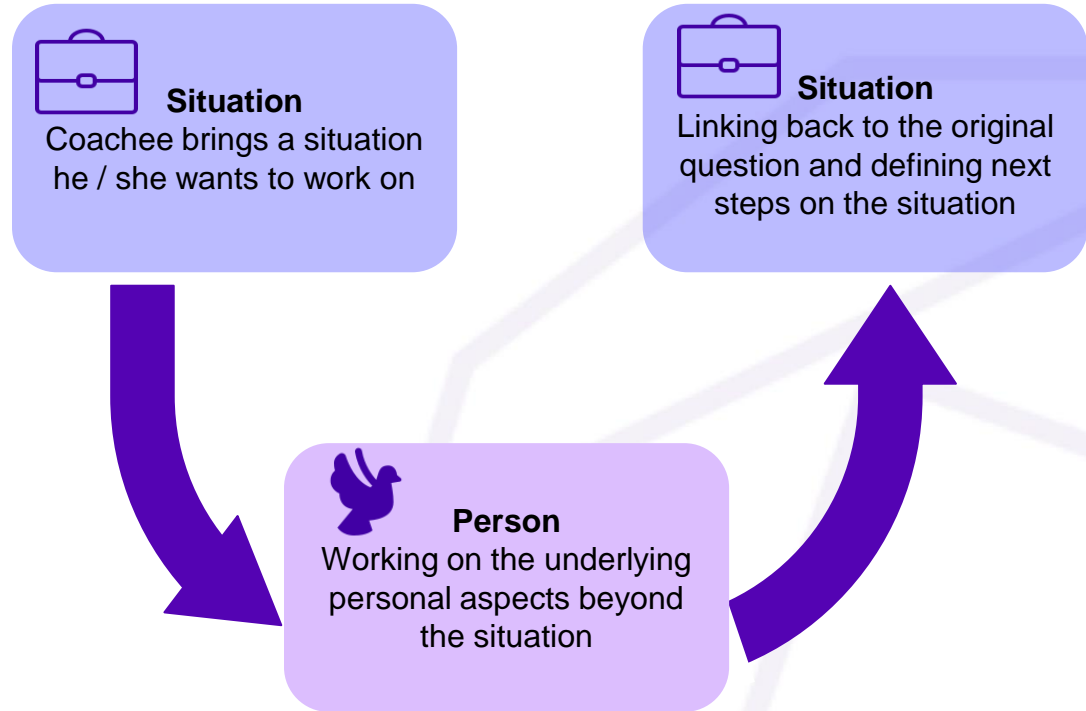 Situation
Coachee brings a situation
he / she wants to work on
Situation
Linking back to the original
question and defining next
steps on the situation
Person
Working on the underlying
personal aspects beyond
the situation